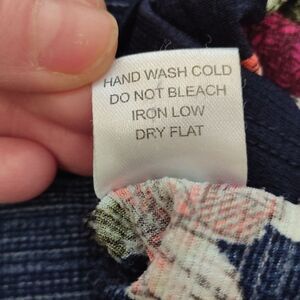 HAND WASH COLD
DO NOT BLEACH
IRON LOW
DRY FLAT